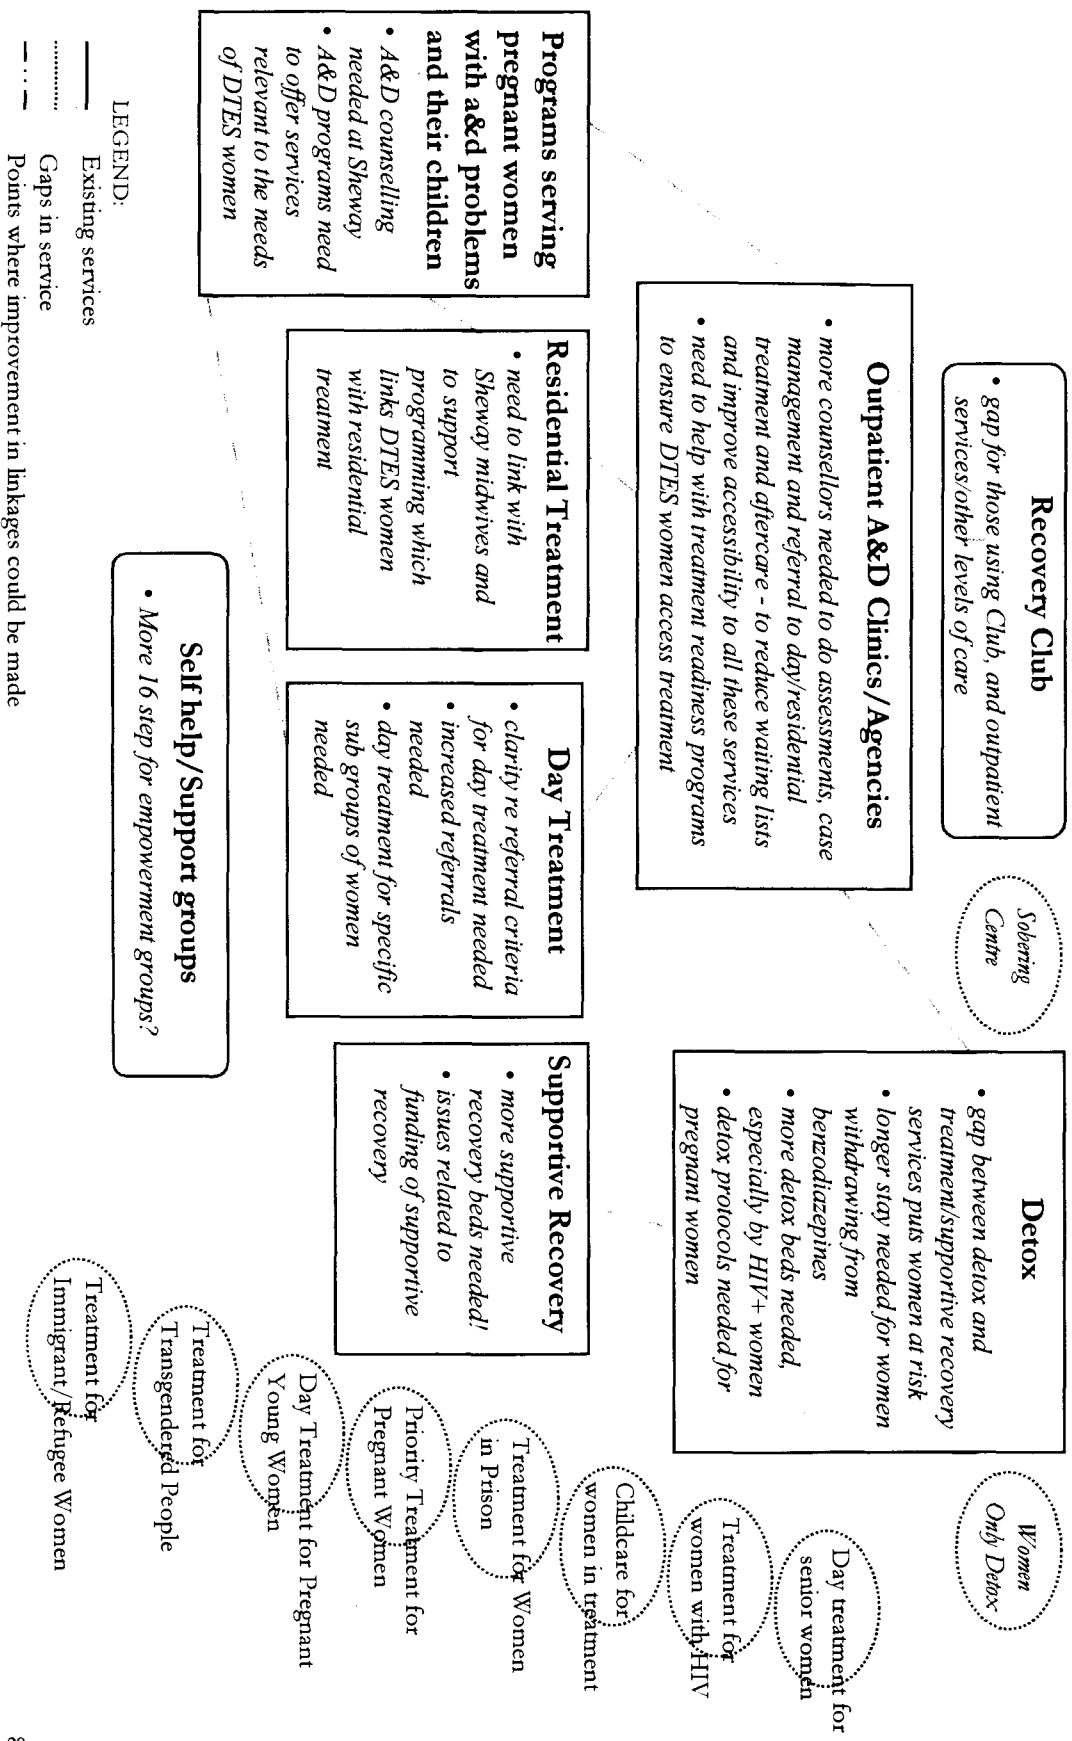 Recovery Club
• gap for those using Club, and outpatient
services/other levels of care
Sobering
Centre
Detox
• gap between detox and
treatment/supportive recovery
services puts women at risk
• longer stay needed for women
withdrawing from
benzodiazepines
• more detox beds needed,
especially by HIV+ women
• detox protocols needed for
pregnant women
Women
Only Detox
Outpatient A&D Clinics/Agencies
• more counsellors needed to do assessments, case
management and referral to day/residential
treatment and aftercare - to reduce waiting lists
and improve accessibility to all these services
• need to help with treatment readiness programs
to ensure DTES women access treatment
Programs serving
pregnant women
with a&d problems
and their children
• A&D counselling
needed at Sheway
• A&D programs need
to offer services
relevant to the needs
of DTES women
Residential Treatment
• need to link with
Sheway midwives and
to support
programming which
links DTES women
with residential
treatment
Day Treatment
• clarity re referral criteria
for day treatment needed
• increased referrals
needed
• day treatment for specific
sub groups of women
needed
Supportive Recovery
• more supportive
recovery beds needed!
• issues related to
funding of supportive
recovery
Day treatment for
senior women
Treatment for
women with HIV
Childcare for
women in treatment
Treatment for Women
in Prison
Priority Treatment for
Pregnant Women
Day Treatment for Pregnant
Young Women
Treatment for
Transgendered People
Treatment for
Immigrant/Refugee Women
Self help/Support groups
• More 16 step for empowerment groups?
LEGEND:
Existing services
Gaps in service
Points where improvement in linkages could be made